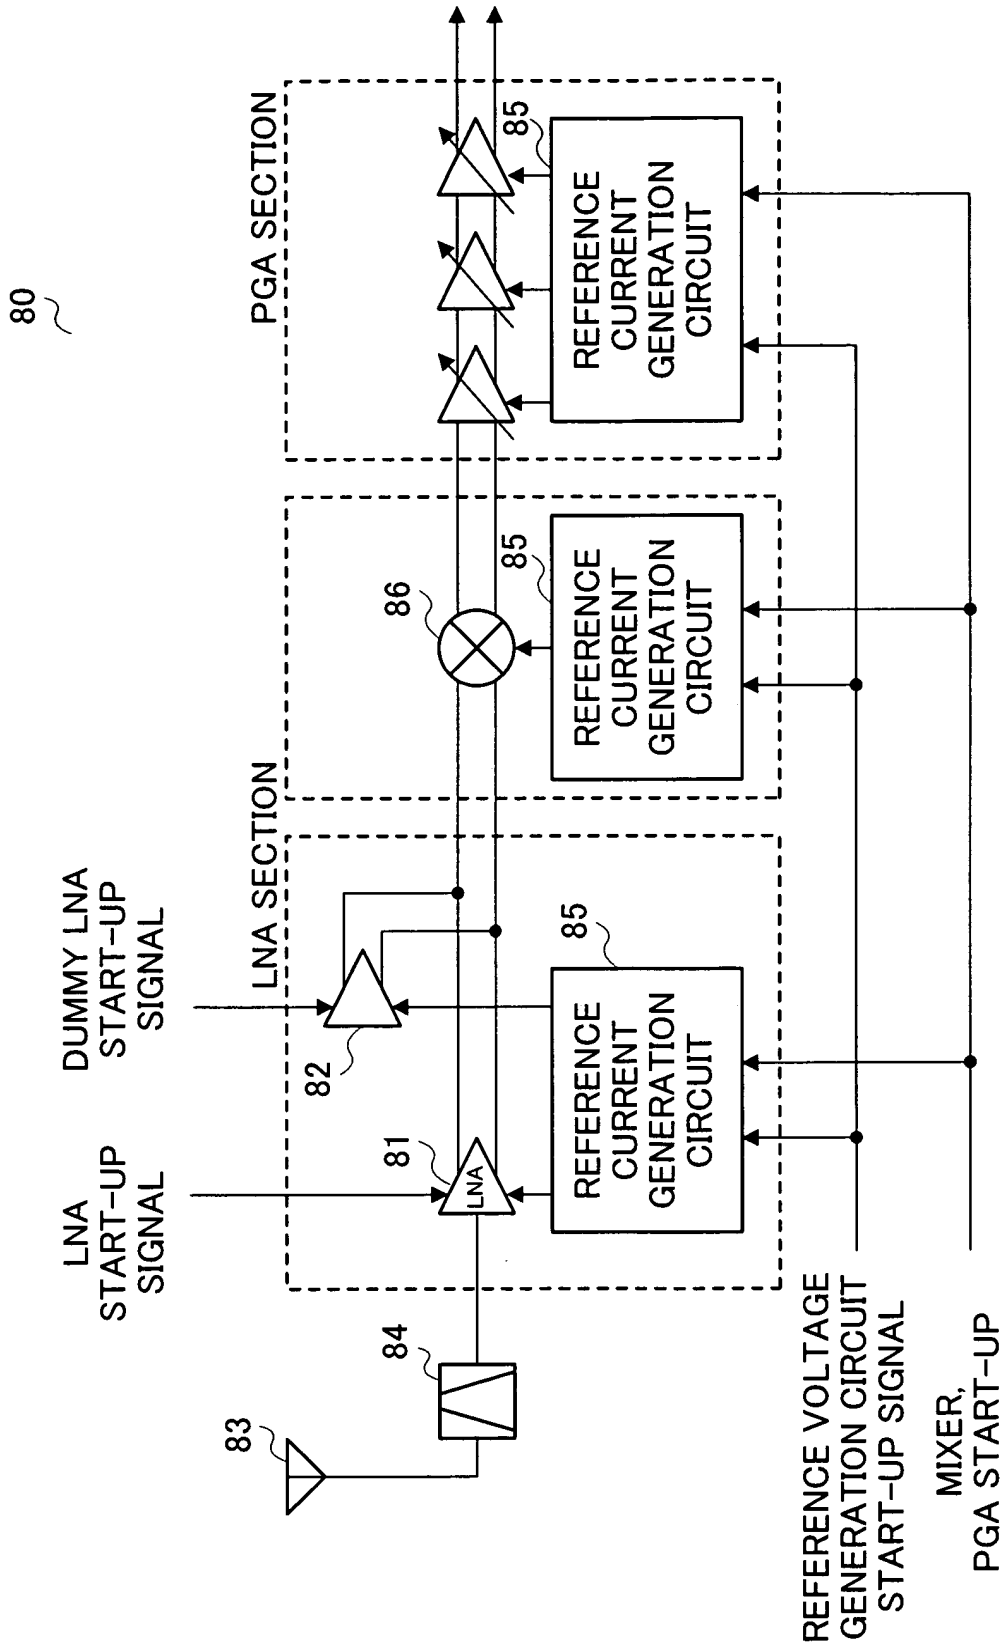 80
DUMMY LNA
START-UP
SIGNAL
LNA
START-UP
SIGNAL
LNA SECTION
PGA SECTION
83
84
81
LNA
82
86
85
REFERENCE
CURRENT
GENERATION
CIRCUIT
85
REFERENCE
CURRENT
GENERATION
CIRCUIT
85
REFERENCE
CURRENT
GENERATION
CIRCUIT
REFERENCE VOLTAGE
GENERATION CIRCUIT
START-UP SIGNAL
MIXER,
PGA START-UP